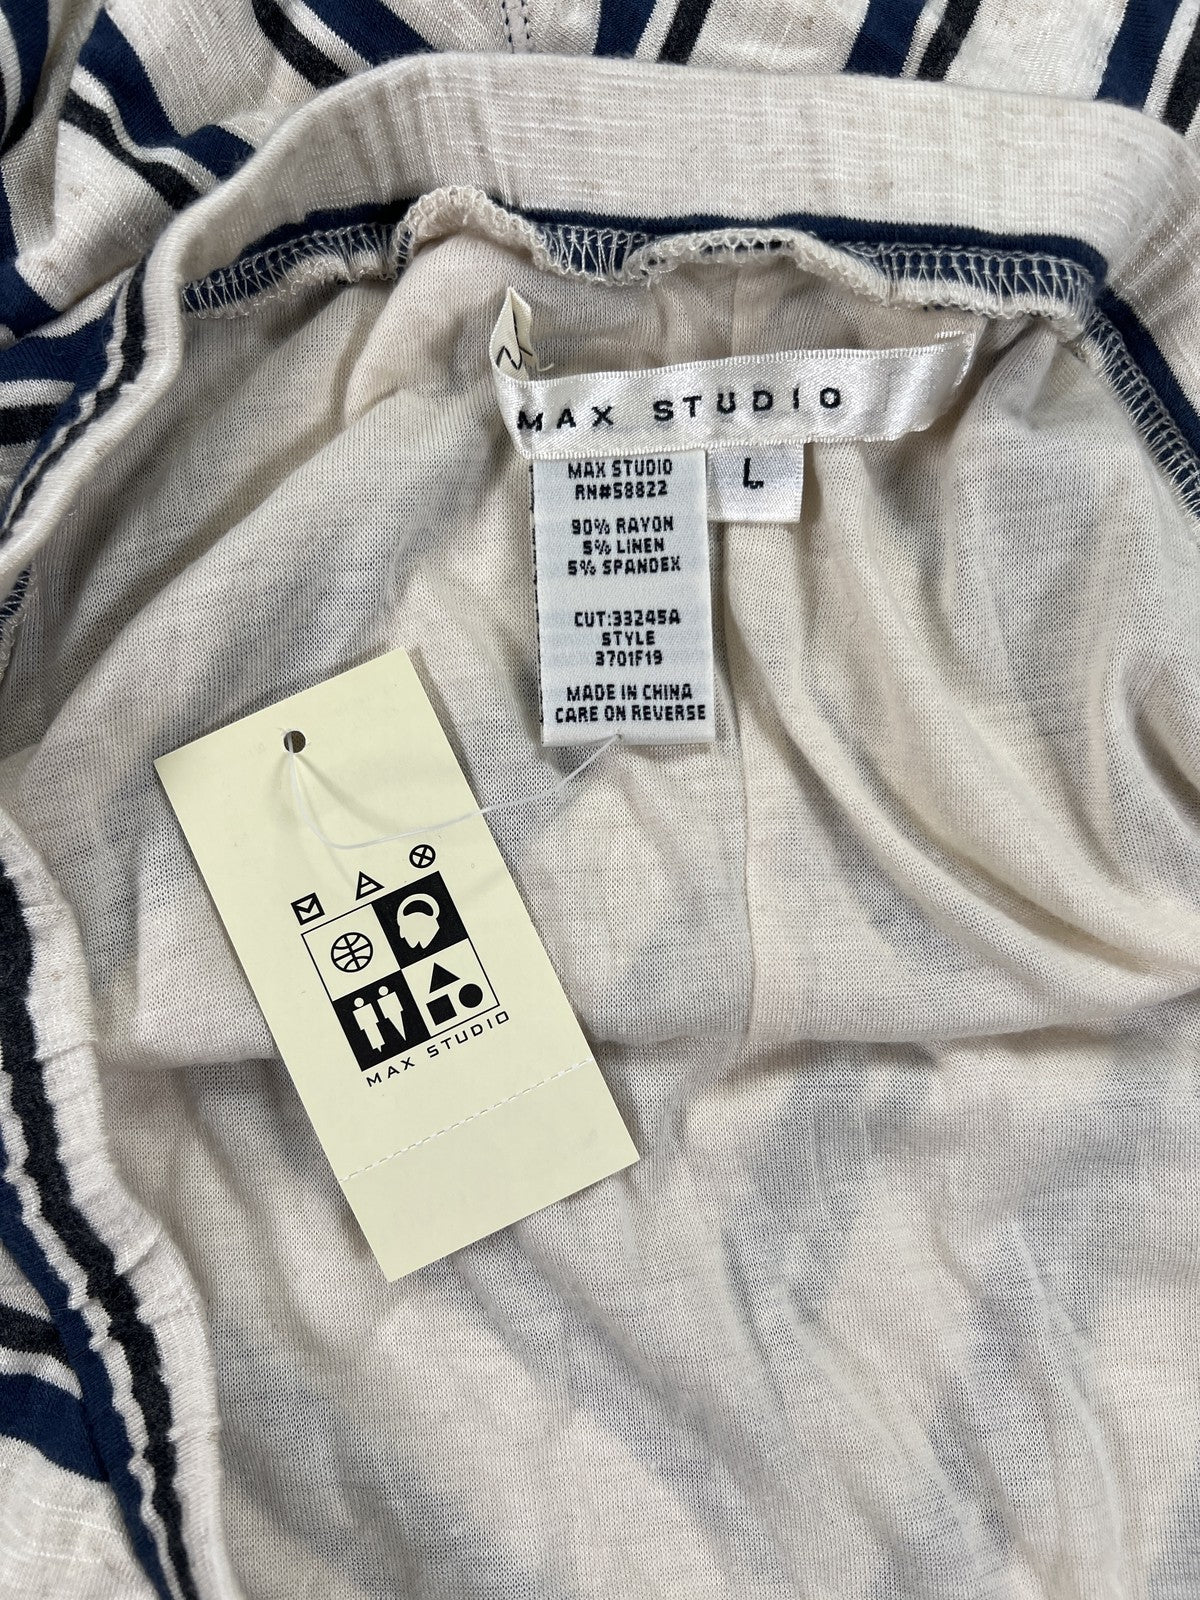 MAX STUDIO
L
MAX STUDIO
RN#58822
90% RAYON
5% LINEN
5% SPANDEX
CUT:33245A
STYLE
3701F19
MADE IN CHINA
CARE ON REVERSE
MAX STUDIO